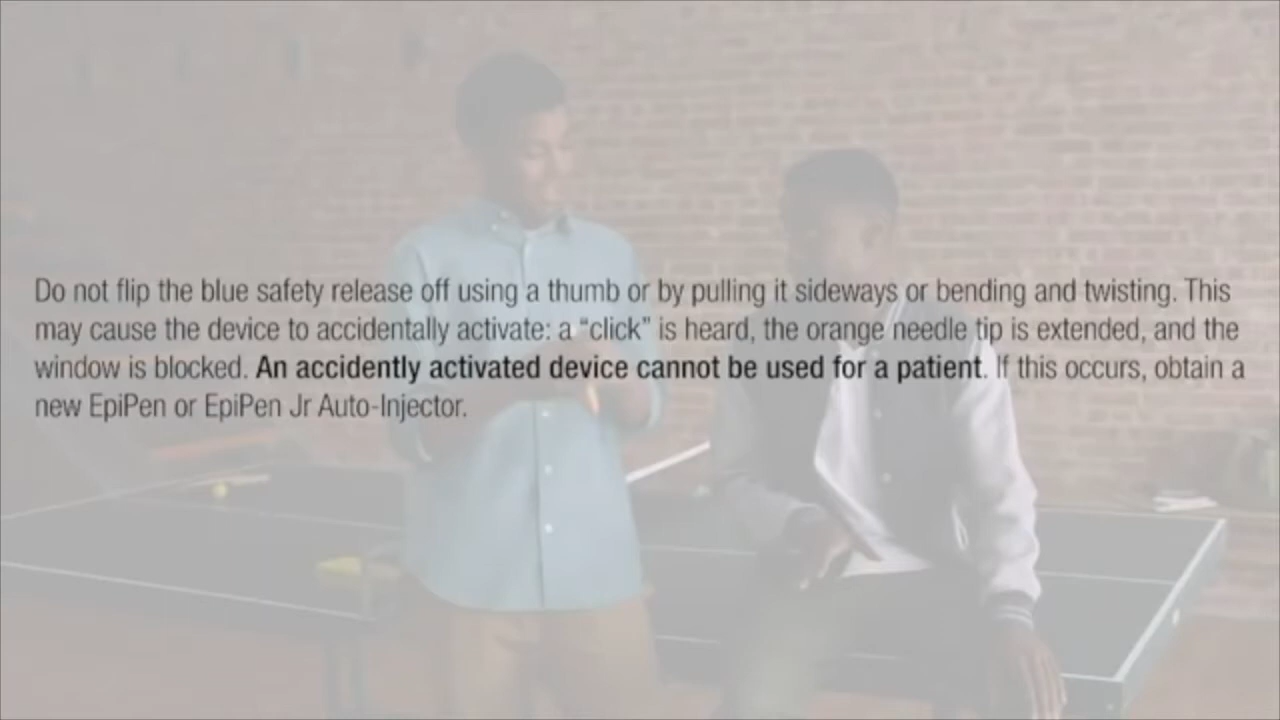 Do not flip the blue safety release off using a thumb or by pulling it sideways or bending and twisting. This
may cause the device to accidentally activate: a “click” is heard, the orange needle tip is extended, and the
window is blocked. An accidently activated device cannot be used for a patient. If this occurs, obtain a
new EpiPen or EpiPen Jr Auto-Injector.